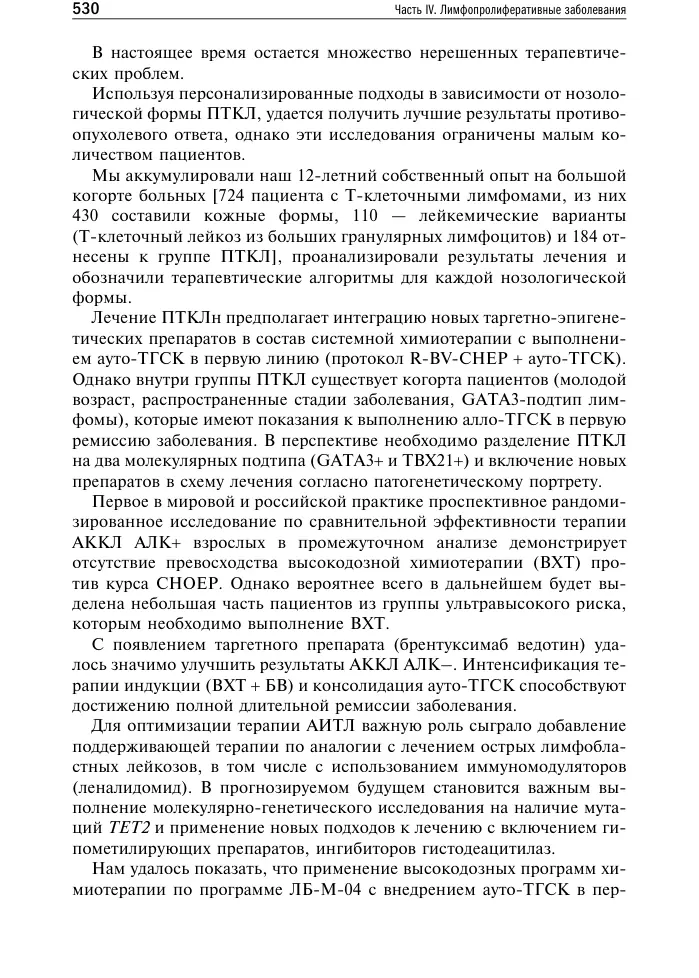 530
Часть IV. Лимфопролиферативные заболевания
В настоящее время остается множество нерешенных терапевтиче-
ских проблем.
Используя персонализированные подходы в зависимости от нозоло-
гической формы ПТКЛ, удается получить лучшие результаты противо-
опухолевого ответа, однако эти исследования ограничены малым ко-
личеством пациентов.
Мы аккумулировали наш 12-летний собственный опыт на большой
когорте больных [724 пациента с Т-клеточными лимфомами, из них
430 составили кожные формы, 110 — лейкемические варианты
(Т-клеточный лейкоз из больших гранулярных лимфоцитов) и 184 от-
несены к группе ПТКЛ], проанализировали результаты лечения и
обозначили терапевтические алгоритмы для каждой нозологической
формы.
Лечение ПТКЛн предполагает интеграцию новых таргетно-эпигене-
тических препаратов в состав системной химиотерапии с выполнени-
ем ауто-ТГСК в первую линию (протокол R-BV-CHEP + ауто-ТГСК).
Однако внутри группы ПТКЛ существует когорта пациентов (молодой
возраст, распространенные стадии заболевания, GATA3-подтип лим-
фомы), которые имеют показания к выполнению алло-ТГСК в первую
ремиссию заболевания. В перспективе необходимо разделение ПТКЛ
на два молекулярных подтипа (GATA3+ и TBX21+) и включение новых
препаратов в схему лечения согласно патогенетическому портрету.
Первое в мировой и российской практике проспективное рандоми-
зированное исследование по сравнительной эффективности терапии
АККЛ АЛК+ взрослых в промежуточном анализе демонстрирует
отсутствие превосходства высокодозной химиотерапии (ВХТ) про-
тив курса CHOEP. Однако вероятнее всего в дальнейшем будет вы-
делена небольшая часть пациентов из группы ультравысокого риска,
которым необходимо выполнение ВХТ.
С появлением таргетного препарата (брентуксимаб ведотин) уда-
лось значимо улучшить результаты АККЛ АЛК−. Интенсификация те-
рапии индукции (ВХТ + БВ) и консолидация ауто-ТГСК способствуют
достижению полной длительной ремиссии заболевания.
Для оптимизации терапии АИТЛ важную роль сыграло добавление
поддерживающей терапии по аналогии с лечением острых лимфобла-
стных лейкозов, в том числе с использованием иммуномодуляторов
(леналидомид). В прогнозируемом будущем становится важным вы-
полнение молекулярно-генетического исследования на наличие мута-
ций TET2 и применение новых подходов к лечению с включением ги-
пометилирующих препаратов, ингибиторов гистодеацитилаз.
Нам удалось показать, что применение высокодозных программ хи-
миотерапии по программе ЛБ-М-04 с внедрением ауто-ТГСК в пер-